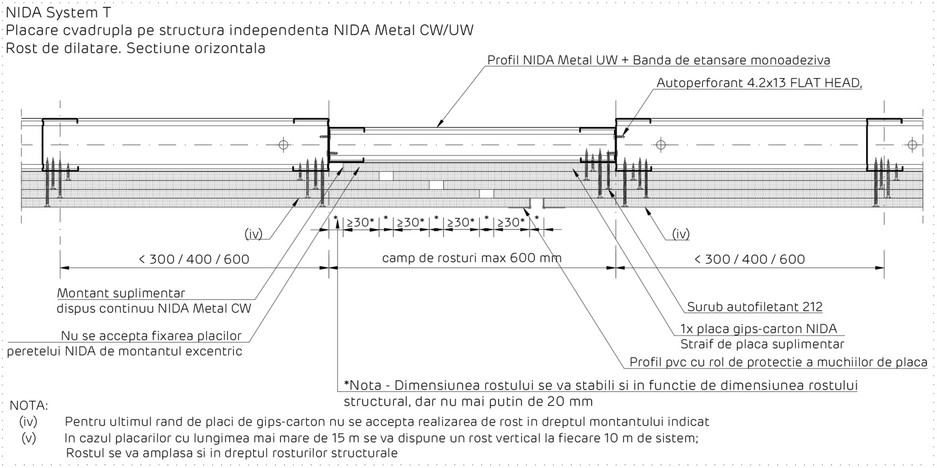 NIDA System T
Placare cvadrupla pe structura independenta NIDA Metal CW/UW
Rost de dilatare. Sectiune orizontala
Profil NIDA Metal UW + Banda de etansare monoadeziva
Autoperforant 4.2x13 FLAT HEAD,
* ≥30* * ≥30* * ≥30* * ≥30* *
(iv) (iv)
< 300 / 400 / 600 camp de rosturi max 600 mm < 300 / 400 / 600
Montant suplimentar
dispus continuu NIDA Metal CW
Surub autofiletant 212
Nu se accepta fixarea placilor
peretelui NIDA de montantul excentric
1x placa gips-carton NIDA
Straif de placa suplimentar
Profil pvc cu rol de protectie a muchiilor de placa
*Nota - Dimensiunea rostului se va stabili si in functie de dimensiunea rostului
structural, dar nu mai putin de 20 mm
NOTA:
(iv) Pentru ultimul rand de placi de gips-carton nu se accepta realizarea de rost in dreptul montantului indicat
(v) In cazul placarilor cu lungimea mai mare de 15 m se va dispune un rost vertical la fiecare 10 m de sistem;
Rostul se va amplasa si in dreptul rosturilor structurale